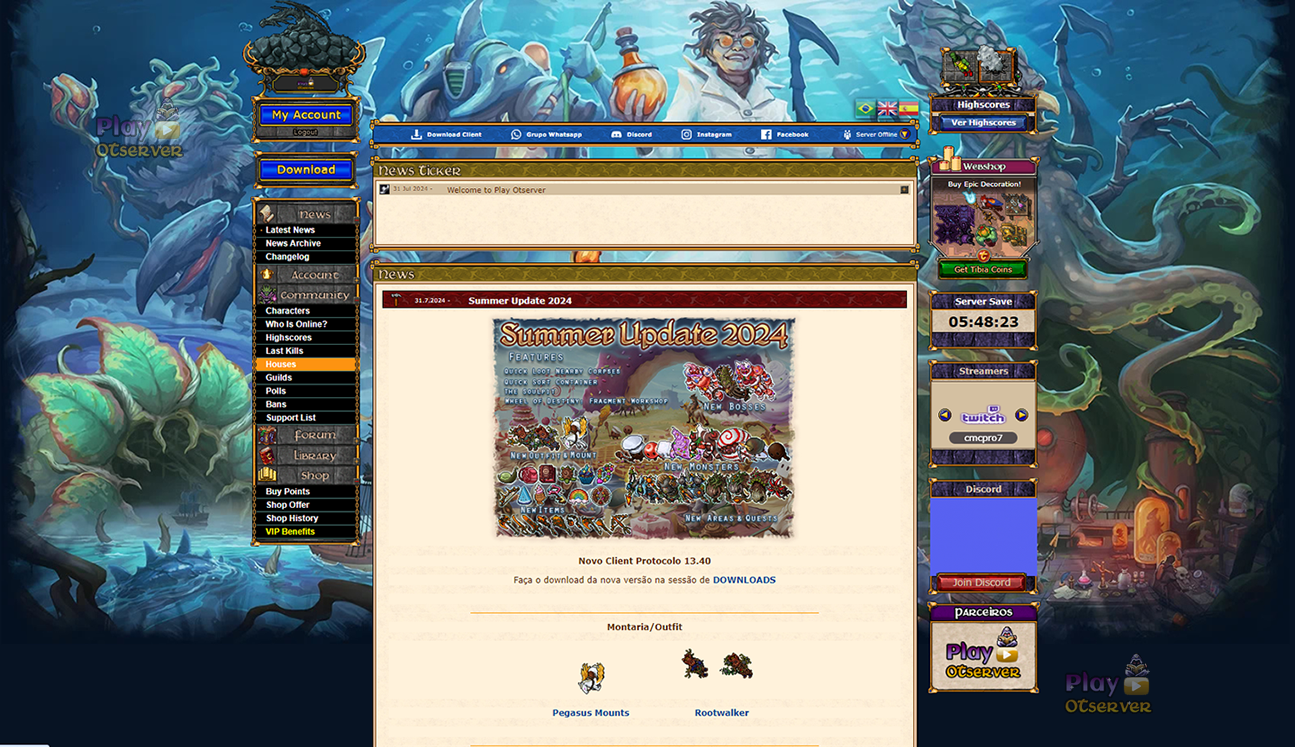 Play
Otserver
My Account
Logout
Download
News
Latest News
News Archive
Changelog
Account
Community
Characters
Who Is Online?
Highscores
Last Kills
Houses
Guilds
Polls
Bans
Support List
Forum
Library
Shop
Buy Points
Shop Offer
Shop History
VIP Benefits
Download Client Grupo Whatsapp Discord Instagram Facebook Server Offline
News Ticker
31 Jul 2024 - Welcome to Play Otserver
News
31.7.2024 - Summer Update 2024
Summer Update 2024
Features
Quick Loot Nearby Corpses
Quick Sort Container
The Soulpit
Wheel of Destiny Fragment Workshop
New Bosses
New Outfit & Mount
New Monsters
New Items
New Areas & Quests
Novo Client Protocolo 13.40
Faça o download da nova versão na sessão de DOWNLOADS
Montaria/Outfit
Pegasus Mounts Rootwalker
Highscores
Ver Highscores
Webshop
Buy Epic Decoration!
Get Tibia Coins
Server Save
05:48:23
Streamers
twitch
cmcpro7
Discord
Join Discord
Parceiros
Play
Otserver
Play
Otserver